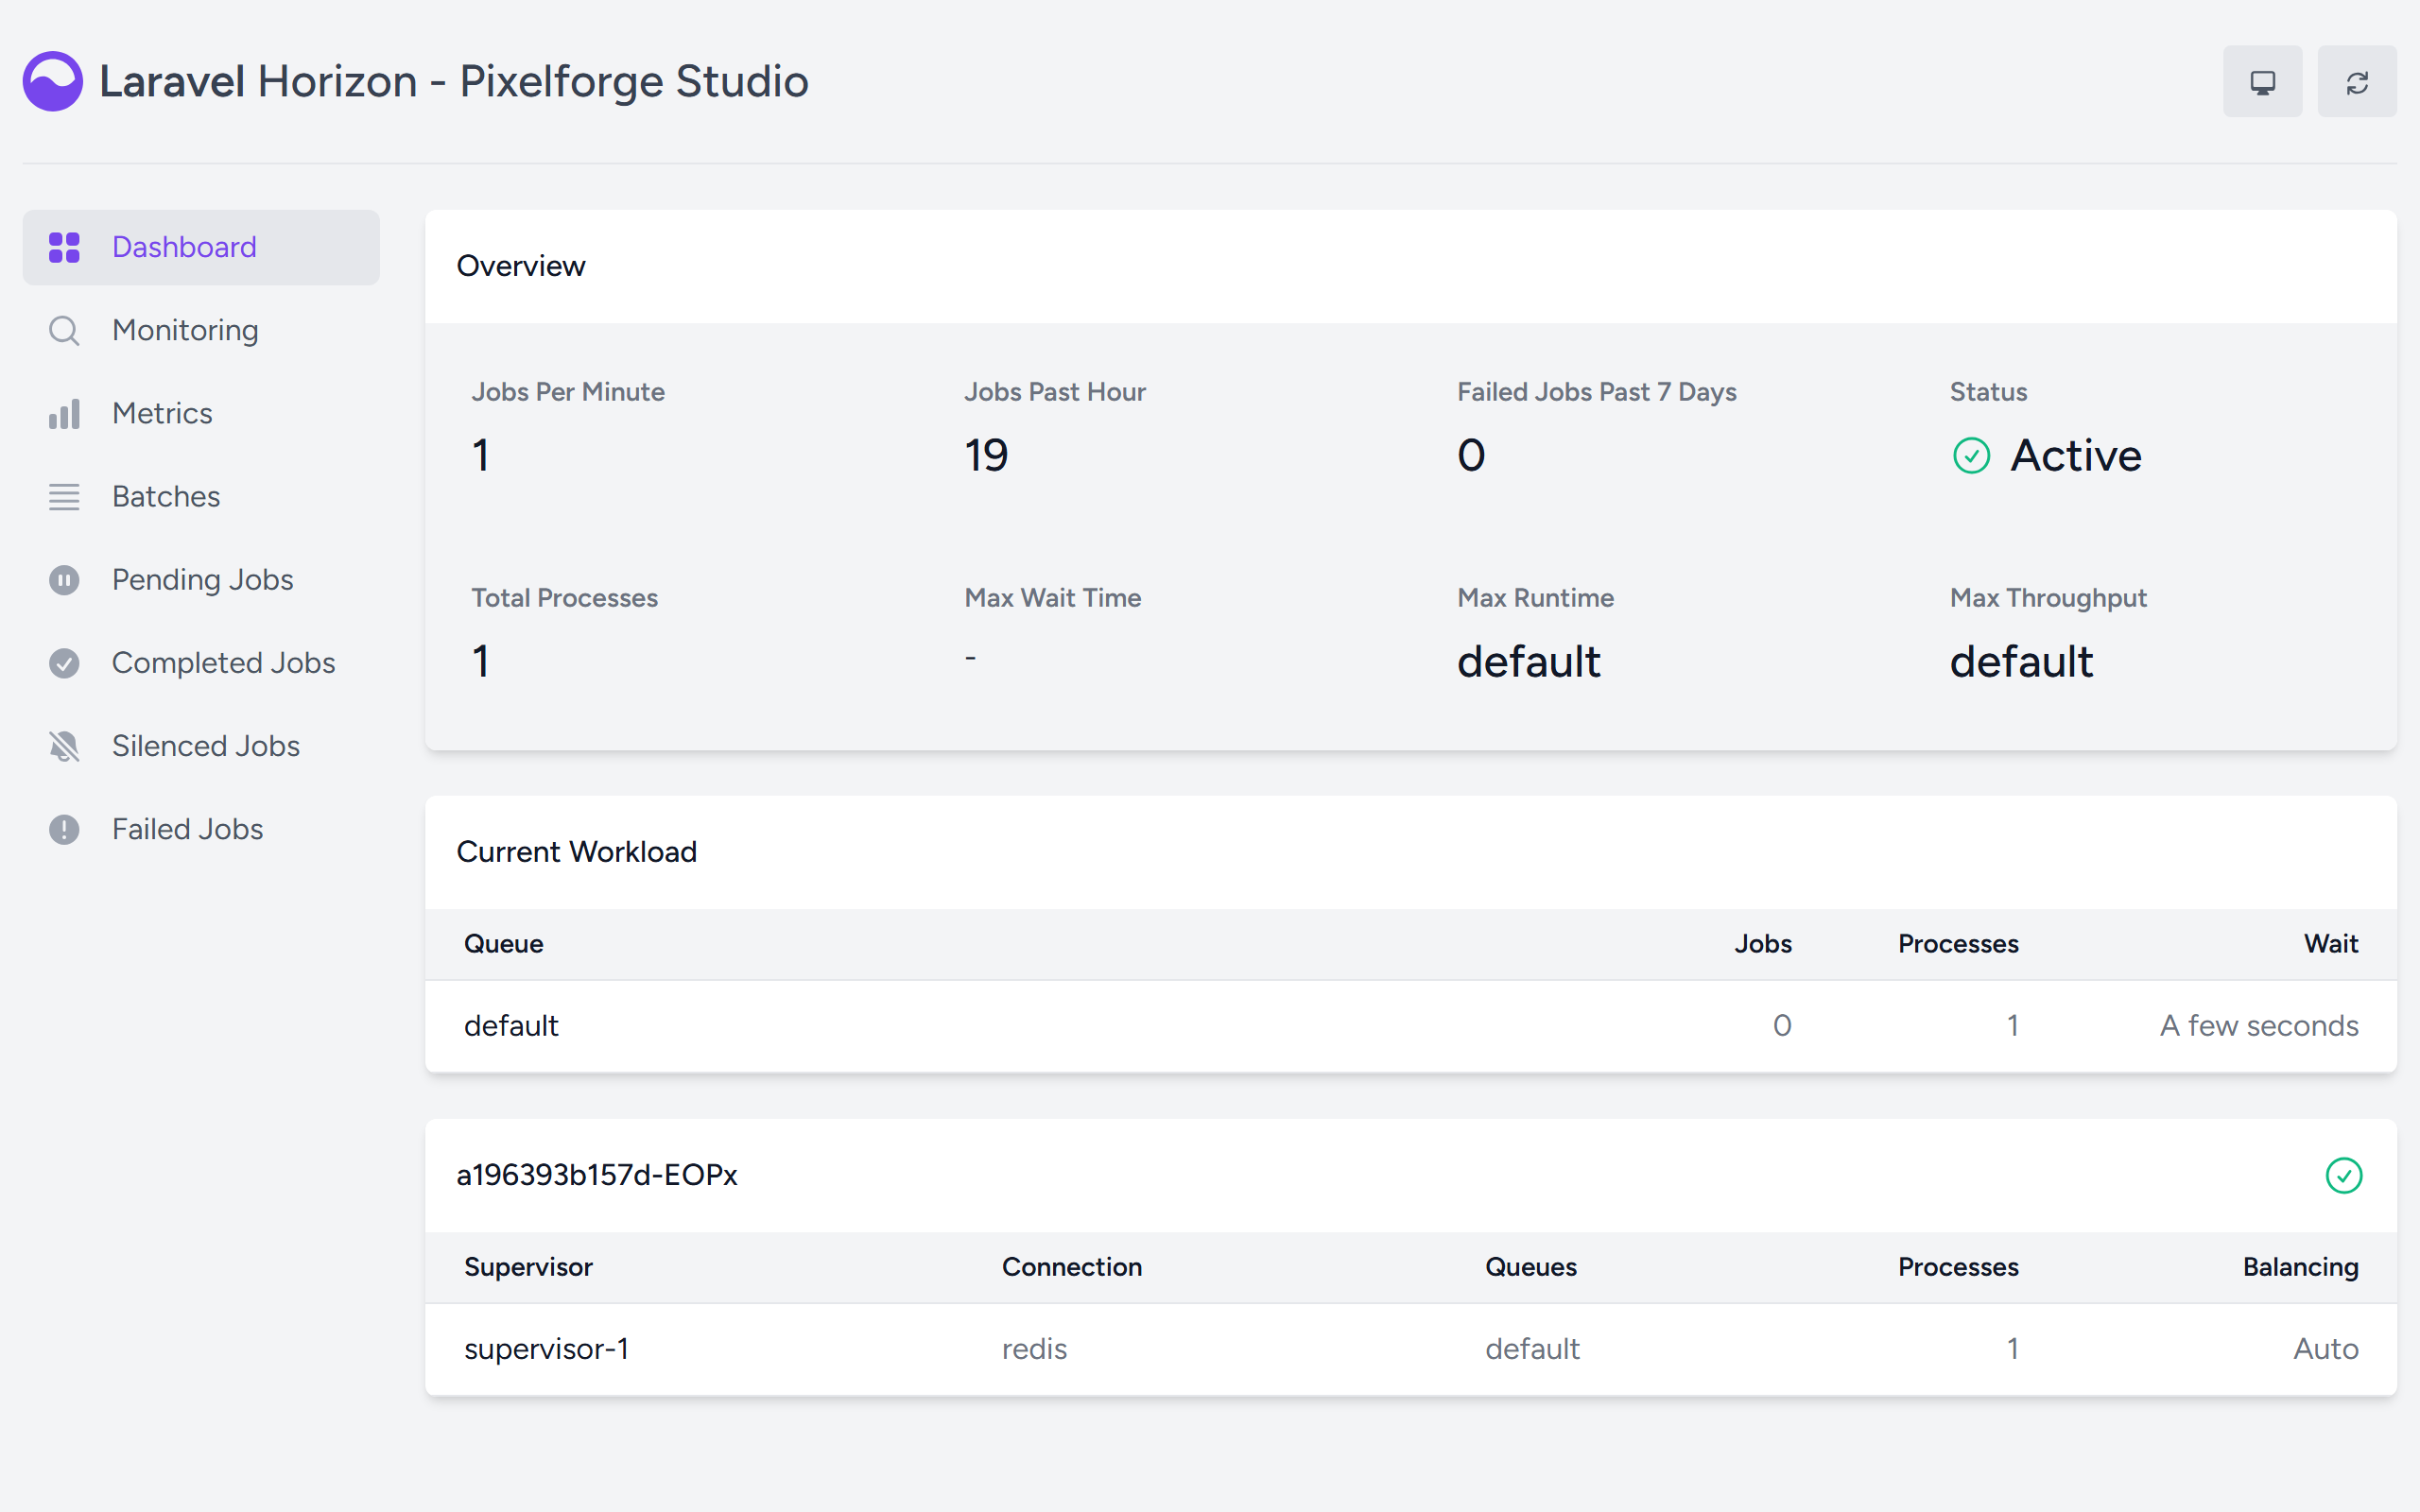 Laravel Horizon - Pixelforge Studio
Dashboard
Monitoring
Metrics
Batches
Pending Jobs
Completed Jobs
Silenced Jobs
Failed Jobs
Overview
Jobs Per Minute Jobs Past Hour Failed Jobs Past 7 Days Status
1 19 0 Active
Total Processes Max Wait Time Max Runtime Max Throughput
1 - default default
Current Workload
Queue Jobs Processes Wait
default 0 1 A few seconds
a196393b157d-EOPx
Supervisor Connection Queues Processes Balancing
supervisor-1 redis default 1 Auto